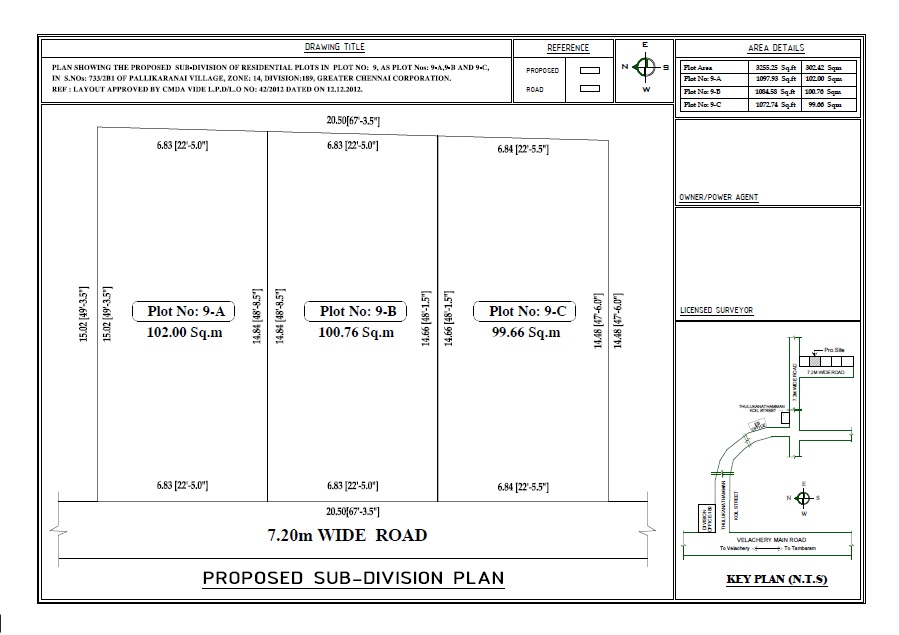 DRAWING TITLE
PLAN SHOWING THE PROPOSED SUB-DIVISION OF RESIDENTIAL PLOTS IN PLOT NO: 9, AS PLOT Nos: 9-A,9-B AND 9-C,
IN S.NOs: 733/2B1 OF PALLIKARANAI VILLAGE, ZONE: 14, DIVISION:189, GREATER CHENNAI CORPORATION.
REF : LAYOUT APPROVED BY CMDA VIDE L.P.D/L.O NO: 42/2012 DATED ON 12.12.2012.
REFERENCE
PROPOSED
ROAD
E
N S
W
AREA DETAILS
Plot Area 3255.25 Sq.ft 302.42 Sq.m
Plot No: 9-A 1097.93 Sq.ft 102.00 Sq.m
Plot No: 9-B 1084.58 Sq.ft 100.76 Sq.m
Plot No: 9-C 1072.74 Sq.ft 99.66 Sq.m
OWNER/POWER AGENT
LICENSED SURVEYOR
20.50[67'-3.5"]
6.83 [22'-5.0"] 6.83 [22'-5.0"] 6.84 [22'-5.5"]
15.02 [49'-3.5"]
15.02 [49'-3.5"]
Plot No: 9-A
102.00 Sq.m
14.84 [48'-8.5"]
14.84 [48'-8.5"]
Plot No: 9-B
100.76 Sq.m
14.66 [48'-1.5"]
14.66 [48'-1.5"]
Plot No: 9-C
99.66 Sq.m
14.48 [47'-6.0"]
14.48 [47'-6.0"]
6.83 [22'-5.0"] 6.83 [22'-5.0"] 6.84 [22'-5.5"]
20.50[67'-3.5"]
7.20m WIDE ROAD
PROPOSED SUB-DIVISION PLAN
Pro.Site
7.2M WIDE ROAD
7.2M WIDE ROAD
THULUKANATHAMMAN
KOIL STREET
THULUKANATHAMMAN
KOIL STREET
DIVISION
OFFICE-189
E
N S
W
VELACHERY MAIN ROAD
To Velachery To Tambaram
KEY PLAN (N.T.S)